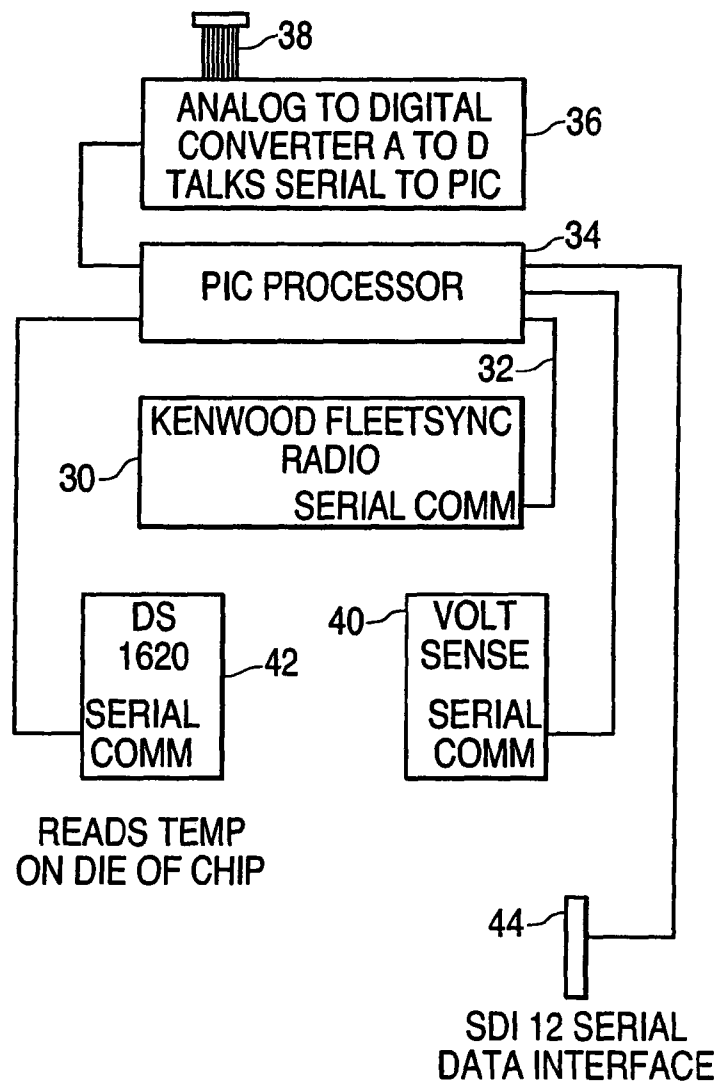 38
ANALOG TO DIGITAL
CONVERTER A TO D
TALKS SERIAL TO PIC
36
34
PIC PROCESSOR
32
KENWOOD FLEETSYNC
RADIO
SERIAL COMM
30
DS
1620
SERIAL
COMM
42
READS TEMP
ON DIE OF CHIP
40
VOLT
SENSE
SERIAL
COMM
44
SDI 12 SERIAL
DATA INTERFACE